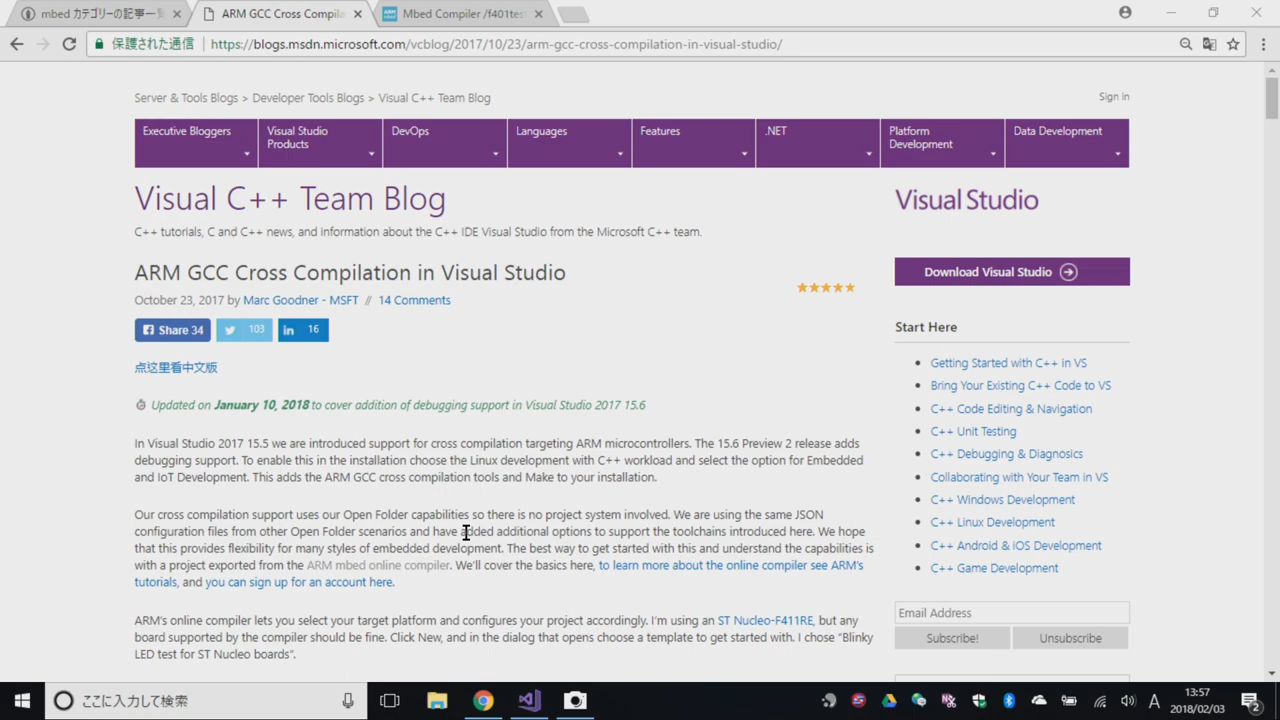 mbed カテゴリーの記事一覧
ARM GCC Cross Compila
Mbed Compiler /f401tes
保護された通信
https://blogs.msdn.microsoft.com/vcblog/2017/10/23/arm-gcc-cross-compilation-in-visual-studio/
Server & Tools Blogs > Developer Tools Blogs > Visual C++ Team Blog
Sign in
Executive Bloggers
Visual Studio Products
DevOps
Languages
Features
.NET
Platform Development
Data Development
Visual C++ Team Blog
C++ tutorials, C and C++ news, and information about the C++ IDE Visual Studio from the Microsoft C++ team.
ARM GCC Cross Compilation in Visual Studio
October 23, 2017 by Marc Goodner - MSFT // 14 Comments
Share 34
103
in 16
点这里看中文版
Updated on January 10, 2018 to cover addition of debugging support in Visual Studio 2017 15.6
In Visual Studio 2017 15.5 we are introduced support for cross compilation targeting ARM microcontrollers. The 15.6 Preview 2 release adds
debugging support. To enable this in the installation choose the Linux development with C++ workload and select the option for Embedded
and IoT Development. This adds the ARM GCC cross compilation tools and Make to your installation.
Our cross compilation support uses our Open Folder capabilities so there is no project system involved. We are using the same JSON
configuration files from other Open Folder scenarios and have added additional options to support the toolchains introduced here. We hope
that this provides flexibility for many styles of embedded development. The best way to get started with this and understand the capabilities is
with a project exported from the ARM mbed online compiler. We'll cover the basics here, to learn more about the online compiler see ARM's
tutorials, and you can sign up for an account here.
ARM's online compiler lets you select your target platform and configures your project accordingly. I'm using an ST Nucleo-F411RE, but any
board supported by the compiler should be fine. Click New, and in the dialog that opens choose a template to get started with. I chose "Blinky
LED test for ST Nucleo boards".
Visual Studio
Download Visual Studio
Start Here
Getting Started with C++ in VS
Bring Your Existing C++ Code to VS
C++ Code Editing & Navigation
C++ Unit Testing
C++ Debugging & Diagnostics
Collaborating with Your Team in VS
C++ Windows Development
C++ Linux Development
C++ Android & iOS Development
C++ Game Development
Email Address
Subscribe!
Unsubscribe
ここに入力して検索
A
13:57
2018/02/03
2